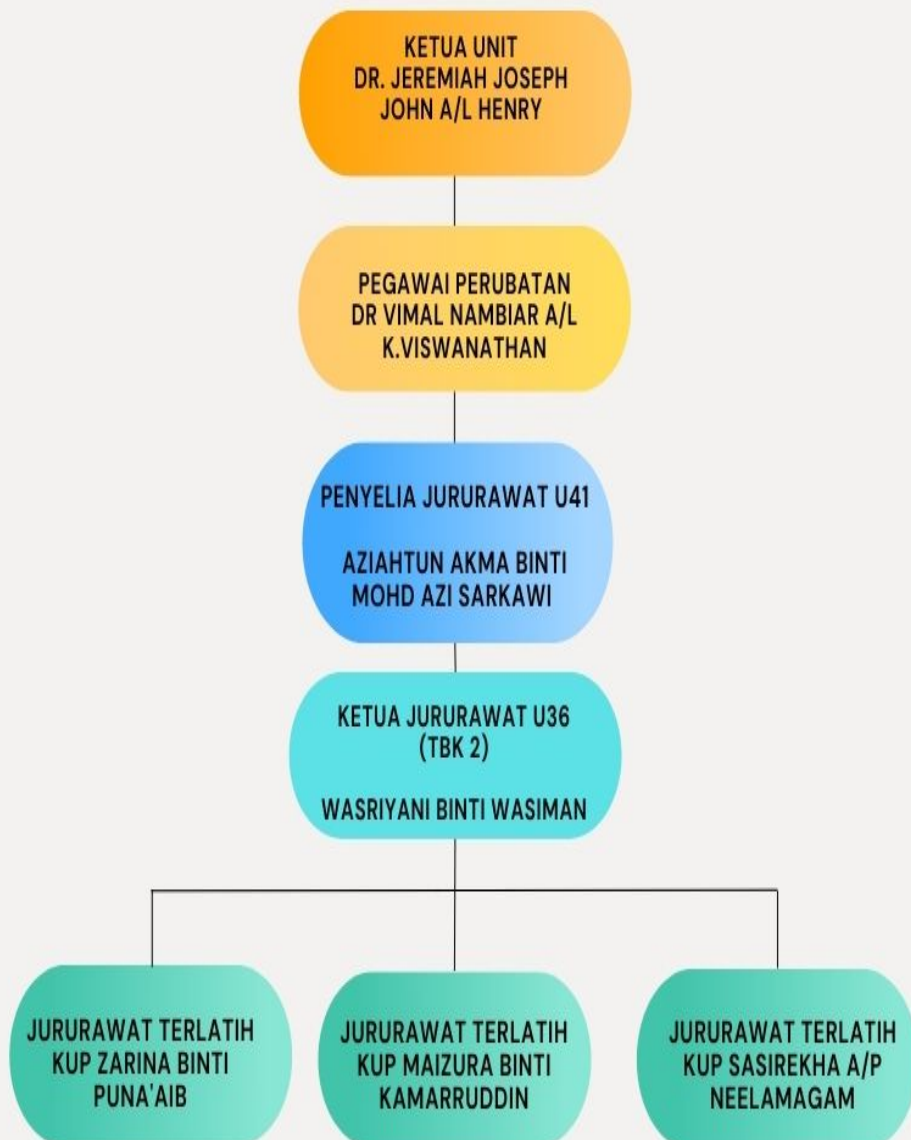 KETUA UNIT
DR. JEREMIAH JOSEPH
JOHN A/L HENRY
PEGAWAI PERUBATAN
DR VIMAL NAMBIAR A/L
K.VISWANATHAN
PENYELIA JURURAWAT U41
AZIAHTUN AKMA BINTI
MOHD AZI SARKAWI
KETUA JURURAWAT U36
(TBK 2)
WASRIYANI BINTI WASIMAN
JURURAWAT TERLATIH
KUP ZARINA BINTI
PUNA'AIB
JURURAWAT TERLATIH
KUP MAIZURA BINTI
KAMARRUDDIN
JURURAWAT TERLATIH
KUP SASIREKHA A/P
NEELAMAGAM